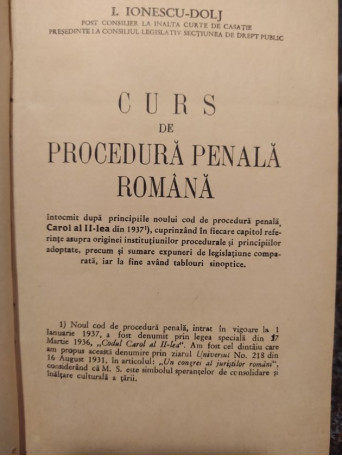 I. IONESCU-DOLJ
FOST CONSILIER LA INALTA CURTE DE CASAȚIE
PREȘEDINTE LA CONSILIUL LEGISLATIV SECȚIUNEA DE DREPT PUBLIC
CURS
DE
PROCEDURĂ PENALĂ
ROMÂNĂ
întocmit după principiile noului cod de procedură penală,
Carol al II-lea din 1937¹), cuprinzând în fiecare capitol refe-
rințe asupra originei instituțiunilor procedurale și principiilor
adoptate, precum și sumare expuneri de legislațiune compa-
rată, iar la fine având tablouri sinoptice.
1) Noul cod de procedură penală, intrat în vigoare la 1
Ianuarie 1937, a fost denumit prin legea specială din 17
Martie 1936, „Codul Carol al II-lea". Am fost cel dintâiu care
am propus această denumire prin ziarul Universul No. 218 din
16 August 1931, în articolul: „Un congres al juriștilor români",
considerând că M. S. este simbolul speranțelor de consolidare și
înălțare culturală a țării.